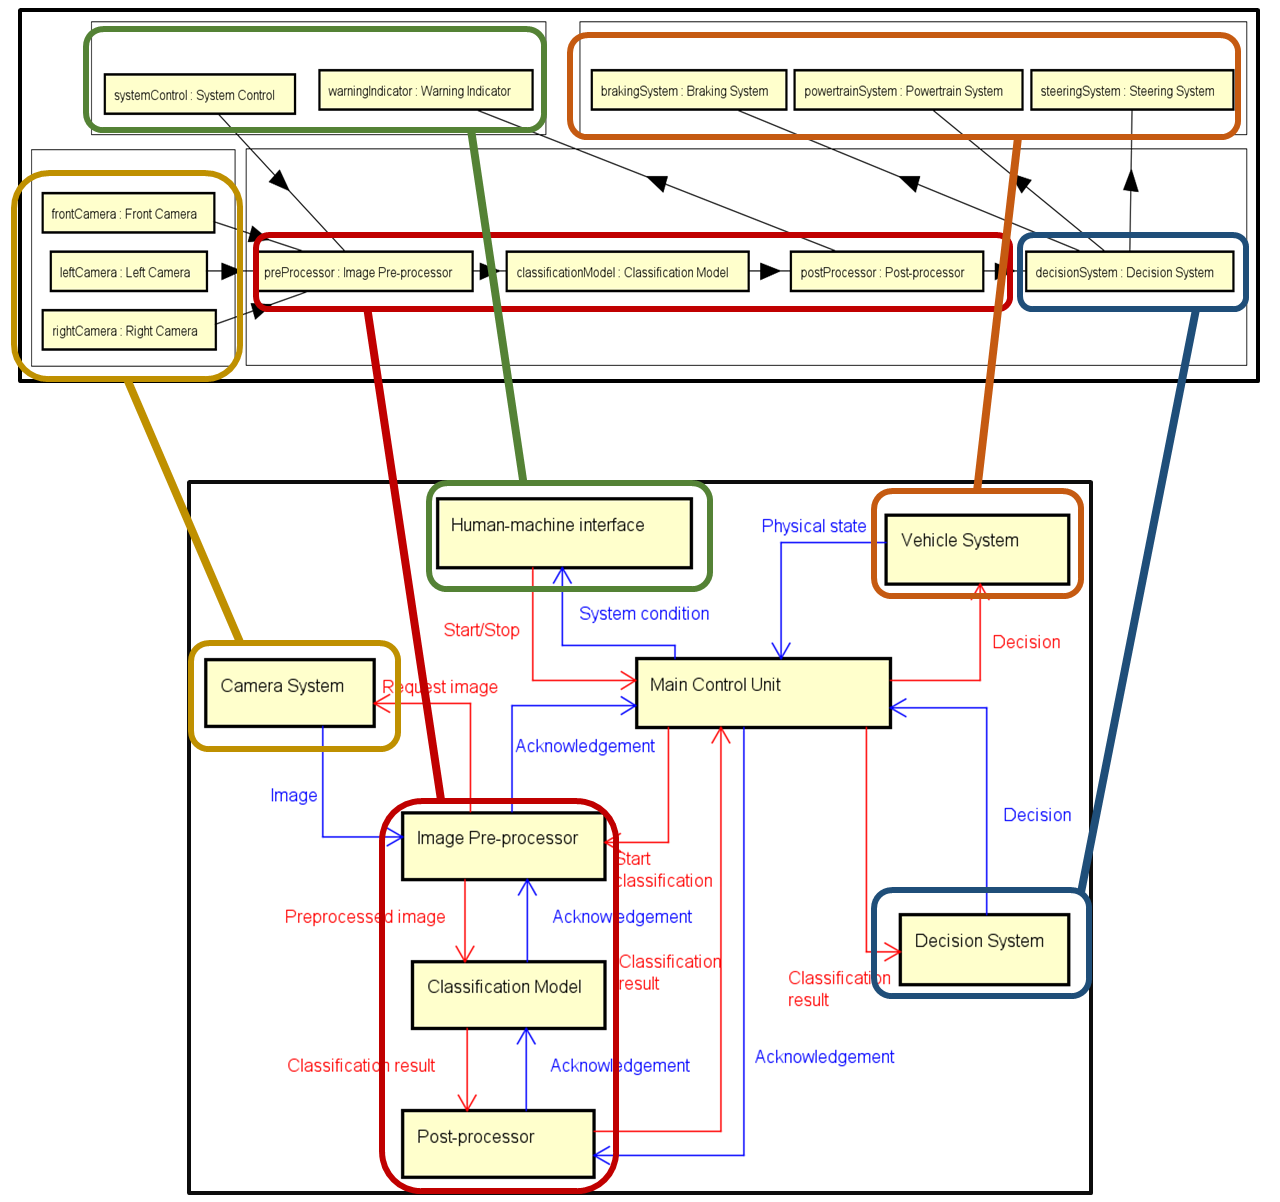 systemControl : System Control
warningIndicator : Warning Indicator
brakingSystem : Braking System
powertrainSystem : Powertrain System
steeringSystem : Steering System
frontCamera : Front Camera
leftCamera : Left Camera
rightCamera : Right Camera
preProcessor : Image Pre-processor
classificationModel : Classification Model
postProcessor : Post-processor
decisionSystem : Decision System
Human-machine interface
Physical state
Vehicle System
System condition
Start/Stop
Decision
Camera System
Request image
Main Control Unit
Acknowledgement
Image
Decision
Image Pre-processor
Start
classification
Preprocessed image
Acknowledgement
Decision System
Classification Model
Classification
result
Classification
result
Classification result
Acknowledgement
Acknowledgement
Post-processor